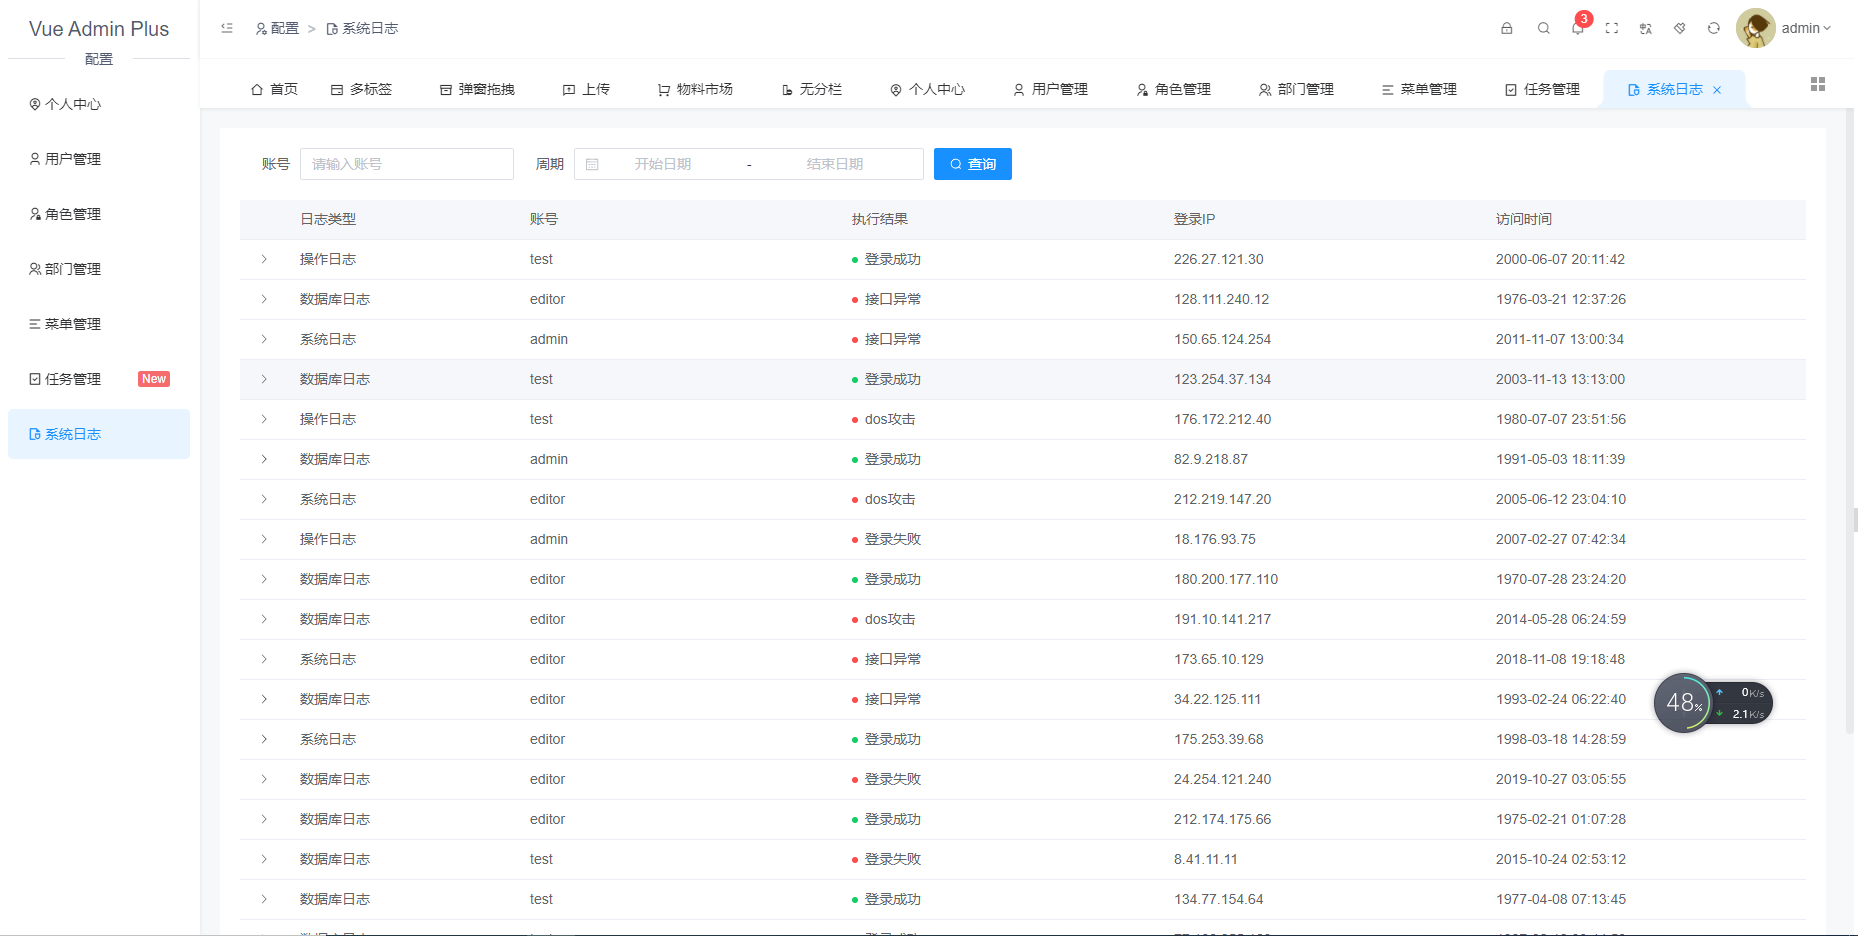 Vue Admin Plus
配置
个人中心
用户管理
角色管理
部门管理
菜单管理
任务管理 New
系统日志
配置 > 系统日志
3
admin
首页 多标签 弹窗拖拽 上传 物料市场 无分栏 个人中心 用户管理 角色管理 部门管理 菜单管理 任务管理 系统日志
账号 请输入账号 周期 开始日期 - 结束日期 查询
日志类型 账号 执行结果 登录IP 访问时间
操作日志 test 登录成功 226.27.121.30 2000-06-07 20:11:42
数据库日志 editor 接口异常 128.111.240.12 1976-03-21 12:37:26
系统日志 admin 接口异常 150.65.124.254 2011-11-07 13:00:34
数据库日志 test 登录成功 123.254.37.134 2003-11-13 13:13:00
操作日志 test dos攻击 176.172.212.40 1980-07-07 23:51:56
数据库日志 admin 登录成功 82.9.218.87 1991-05-03 18:11:39
系统日志 editor dos攻击 212.219.147.20 2005-06-12 23:04:10
操作日志 admin 登录失败 18.176.93.75 2007-02-27 07:42:34
数据库日志 editor 登录成功 180.200.177.110 1970-07-28 23:24:20
数据库日志 editor dos攻击 191.10.141.217 2014-05-28 06:24:59
系统日志 editor 接口异常 173.65.10.129 2018-11-08 19:18:48
数据库日志 editor 接口异常 34.22.125.111 1993-02-24 06:22:40
系统日志 editor 登录成功 175.253.39.68 1998-03-18 14:28:59
数据库日志 editor 登录失败 24.254.121.240 2019-10-27 03:05:55
数据库日志 editor 登录成功 212.174.175.66 1975-02-21 01:07:28
数据库日志 test 登录失败 8.41.11.11 2015-10-24 02:53:12
数据库日志 test 登录成功 134.77.154.64 1977-04-08 07:13:45
48%
0K/s
2.1K/s